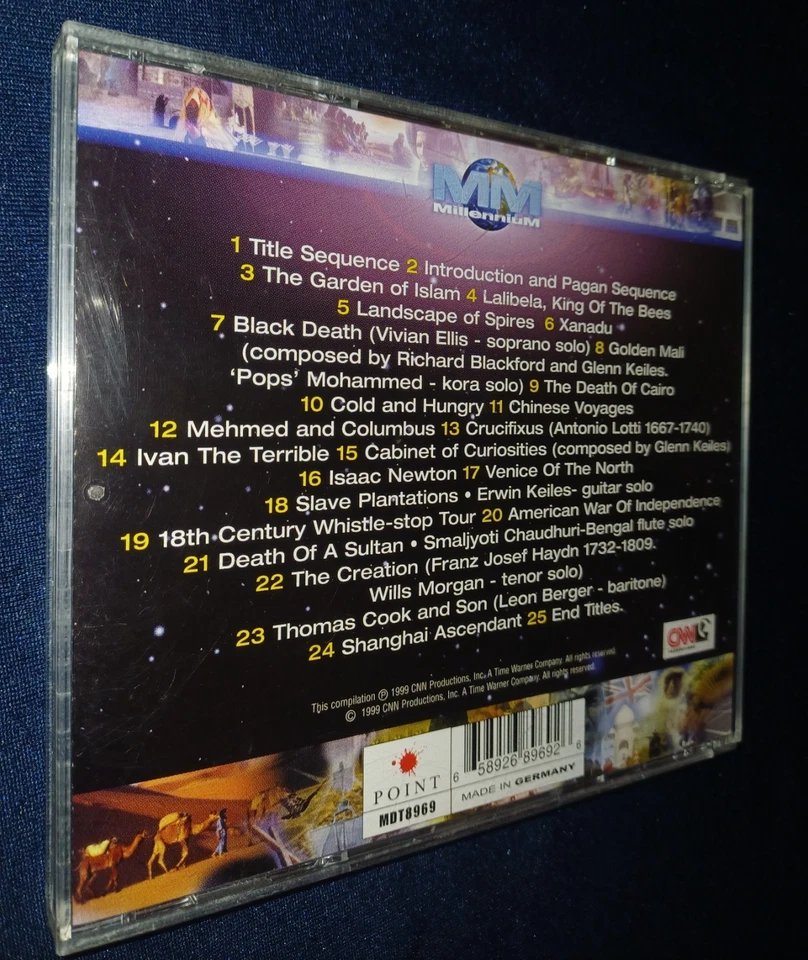 MM
MillenniuM
1 Title Sequence 2 Introduction and Pagan Sequence
3 The Garden of Islam 4 Lalibela, King Of The Bees
5 Landscape of Spires 6 Xanadu
7 Black Death (Vivian Ellis - soprano solo) 8 Golden Mali
(composed by Richard Blackford and Glenn Keiles.
'Pops' Mohammed - kora solo) 9 The Death Of Cairo
10 Cold and Hungry 11 Chinese Voyages
12 Mehmed and Columbus 13 Crucifixus (Antonio Lotti 1667-1740)
14 Ivan The Terrible 15 Cabinet of Curiosities (composed by Glenn Keiles)
16 Isaac Newton 17 Venice Of The North
18 Slave Plantations • Erwin Keiles- guitar solo
19 18th Century Whistle-stop Tour 20 American War Of Independence
21 Death Of A Sultan • Smaljyoti Chaudhuri-Bengal flute solo
22 The Creation (Franz Josef Haydn 1732-1809.
Wills Morgan - tenor solo)
23 Thomas Cook and Son (Leon Berger - baritone)
24 Shanghai Ascendant 25 End Titles.
CNN
This compilation ℗ 1999 CNN Productions, Inc. A Time Warner Company. All rights reserved.
© 1999 CNN Productions, Inc. A Time Warner Company. All rights reserved.
POINT
MDT8969
6 58926 89692 6
MADE IN GERMANY